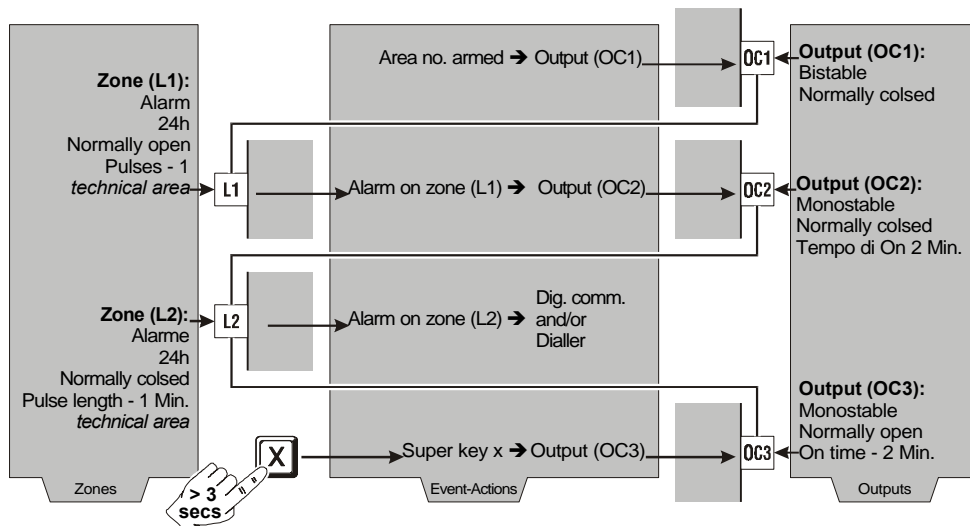 Zone (L1):
Alarm
24h
Normally open
Pulses - 1
technical area
L1
Zone (L2):
Alarme
24h
Normally colsed
Pulse length - 1 Min.
technical area
L2
X
> 3
secs
Zones
Area no. armed ➔ Output (OC1)
Alarm on zone (L1) ➔ Output (OC2)
Alarm on zone (L2) ➔
Dig. comm.
and/or
Dialler
Super key x ➔ Output (OC3)
Event-Actions
OC1
Output (OC1):
Bistable
Normally colsed
OC2
Output (OC2):
Monostable
Normally colsed
Tempo di On 2 Min.
OC3
Output (OC3):
Monostable
Normally open
On time - 2 Min.
Outputs